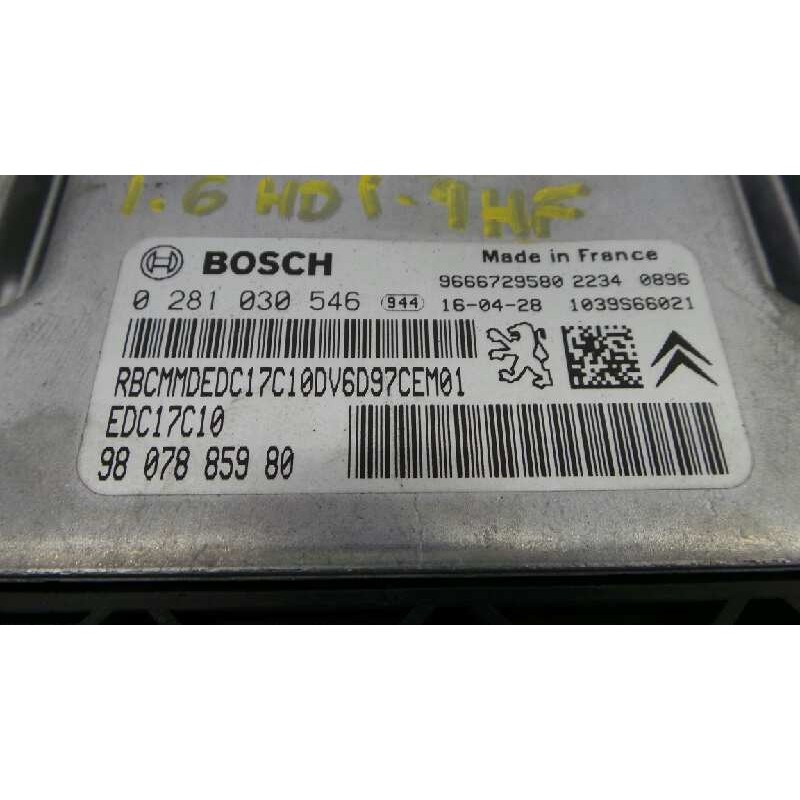 1.6 HDI-9HF
BOSCH
Made in France
9666729580 2234 0896
0 281 030 546 944 16-04-28 1039S66021
RBCMMDEDC17C10DV6D97CEM01
EDC17C10
98 078 859 80